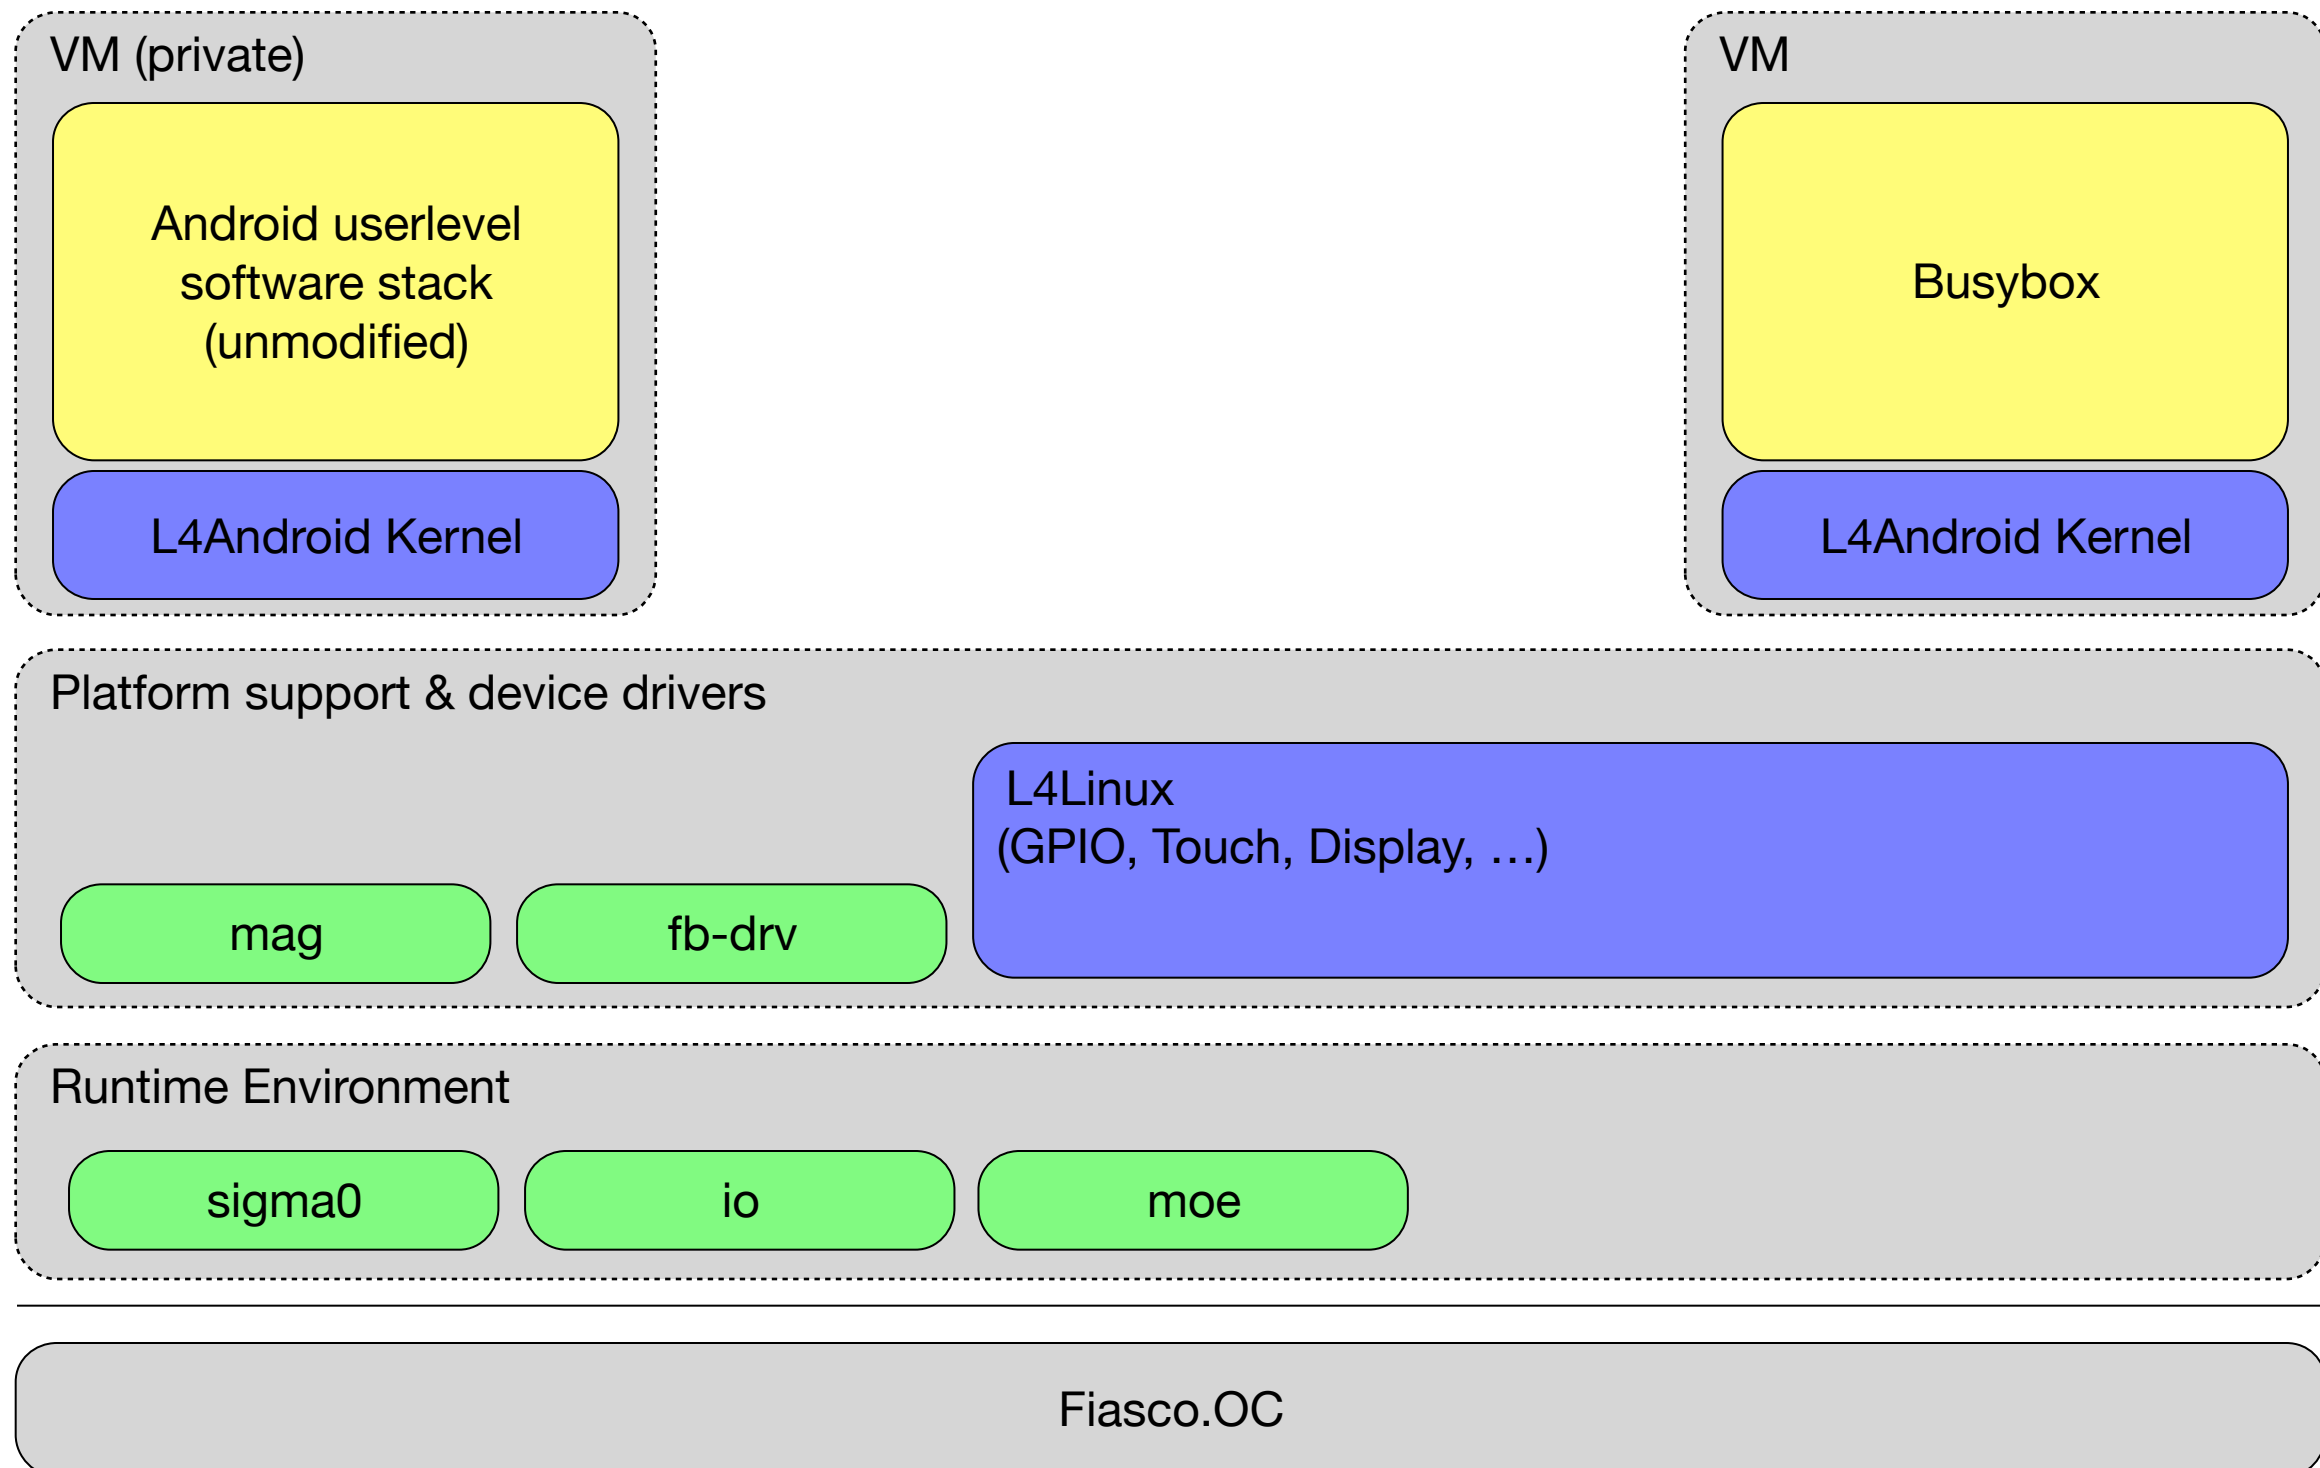 VM (private)
Android userlevel
software stack
(unmodified)
L4Android Kernel
VM
Busybox
L4Android Kernel
Platform support & device drivers
L4Linux
(GPIO, Touch, Display, …)
mag
fb-drv
Runtime Environment
sigma0
io
moe
Fiasco.OC